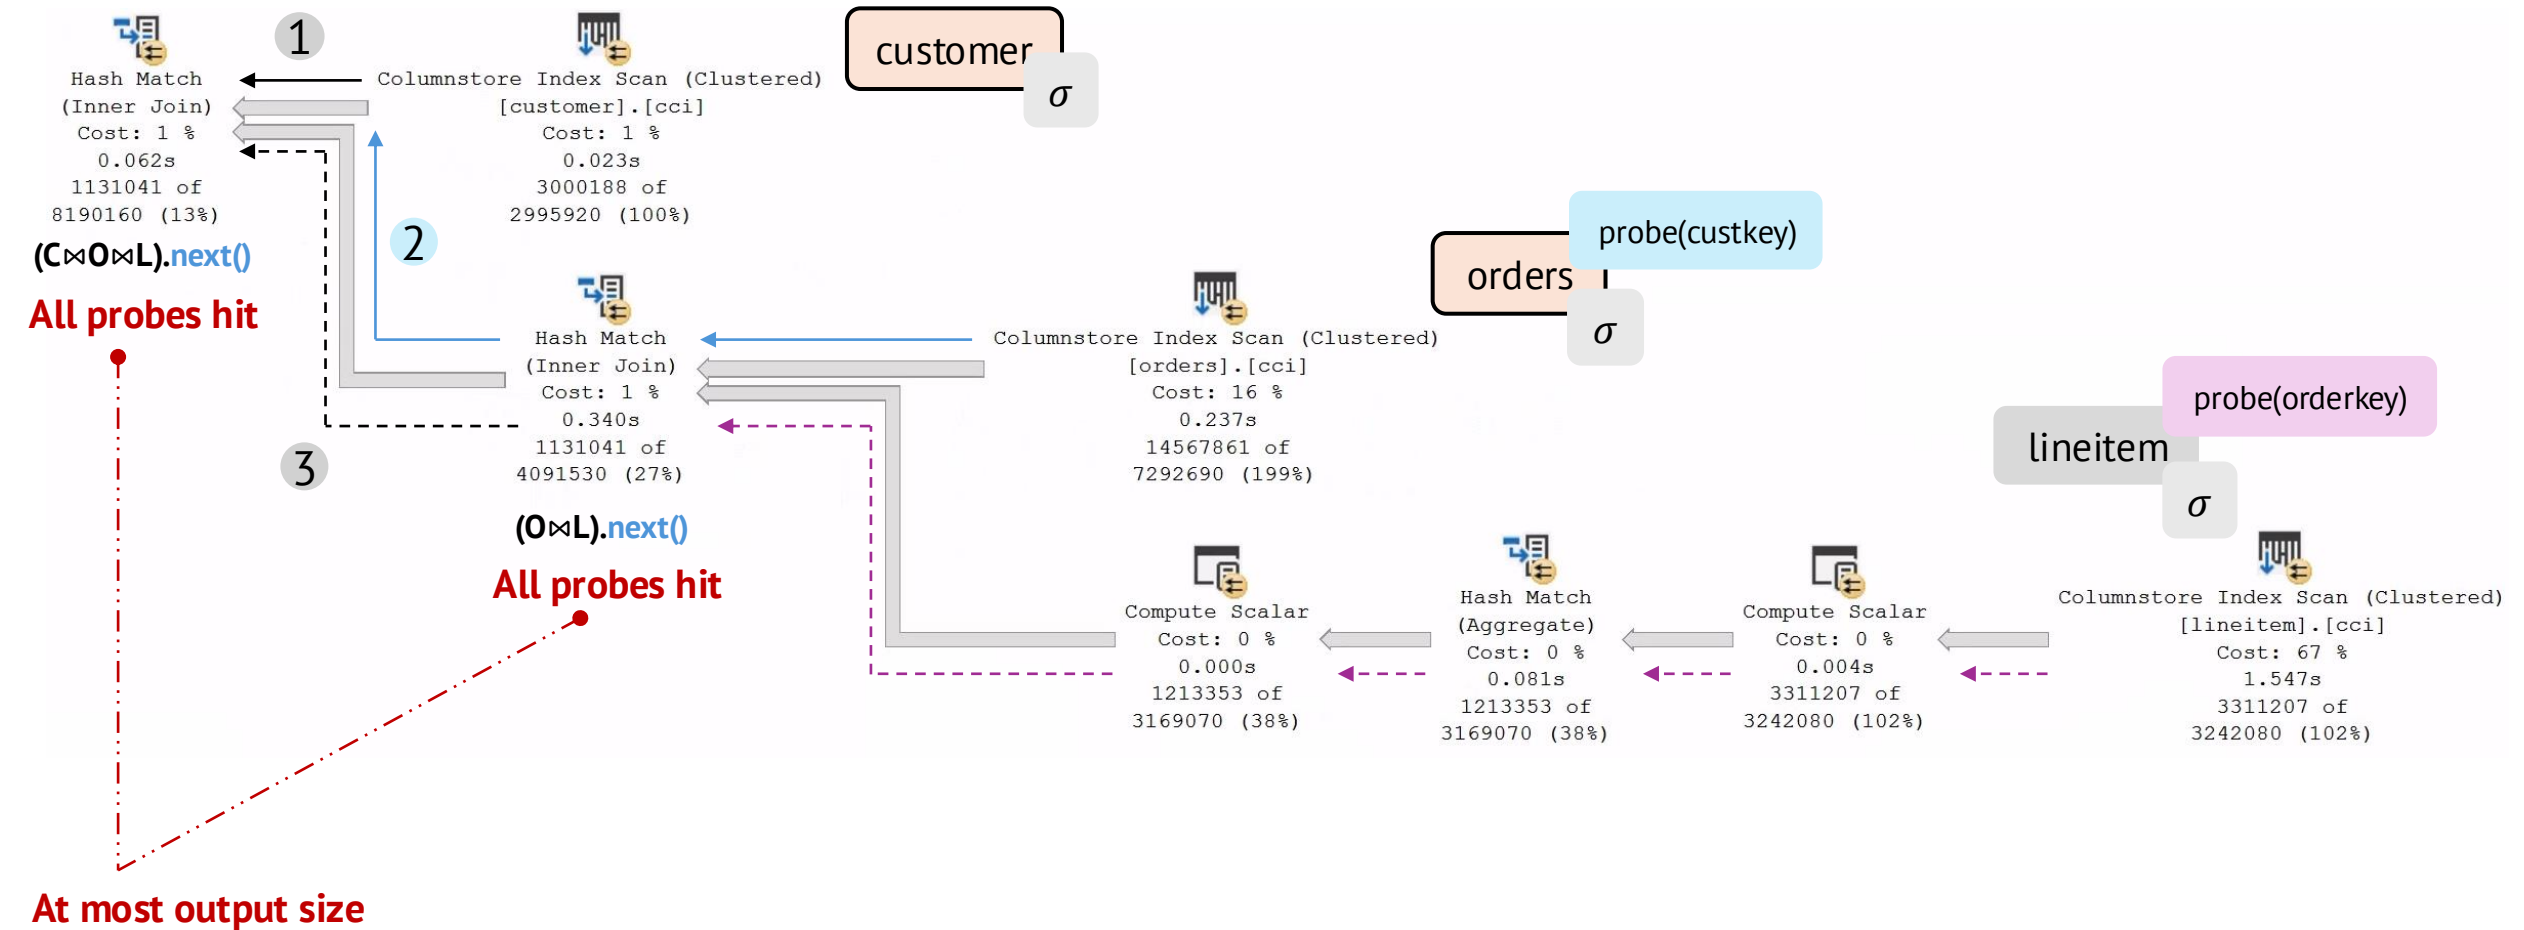 1
Hash Match
(Inner Join)
Cost: 1 %
0.062s
1131041 of
8190160 (13%)
(C⋈O⋈L).next()
All probes hit
Columnstore Index Scan (Clustered)
[customer].[cci]
Cost: 1 %
0.023s
3000188 of
2995920 (100%)
customer
σ
2
3
Hash Match
(Inner Join)
Cost: 1 %
0.340s
1131041 of
4091530 (27%)
(O⋈L).next()
All probes hit
Columnstore Index Scan (Clustered)
[orders].[cci]
Cost: 16 %
0.237s
14567861 of
7292690 (199%)
probe(custkey)
orders
σ
probe(orderkey)
lineitem
σ
Compute Scalar
Cost: 0 %
0.000s
1213353 of
3169070 (38%)
Hash Match
(Aggregate)
Cost: 0 %
0.081s
1213353 of
3169070 (38%)
Compute Scalar
Cost: 0 %
0.004s
3311207 of
3242080 (102%)
Columnstore Index Scan (Clustered)
[lineitem].[cci]
Cost: 67 %
1.547s
3311207 of
3242080 (102%)
At most output size